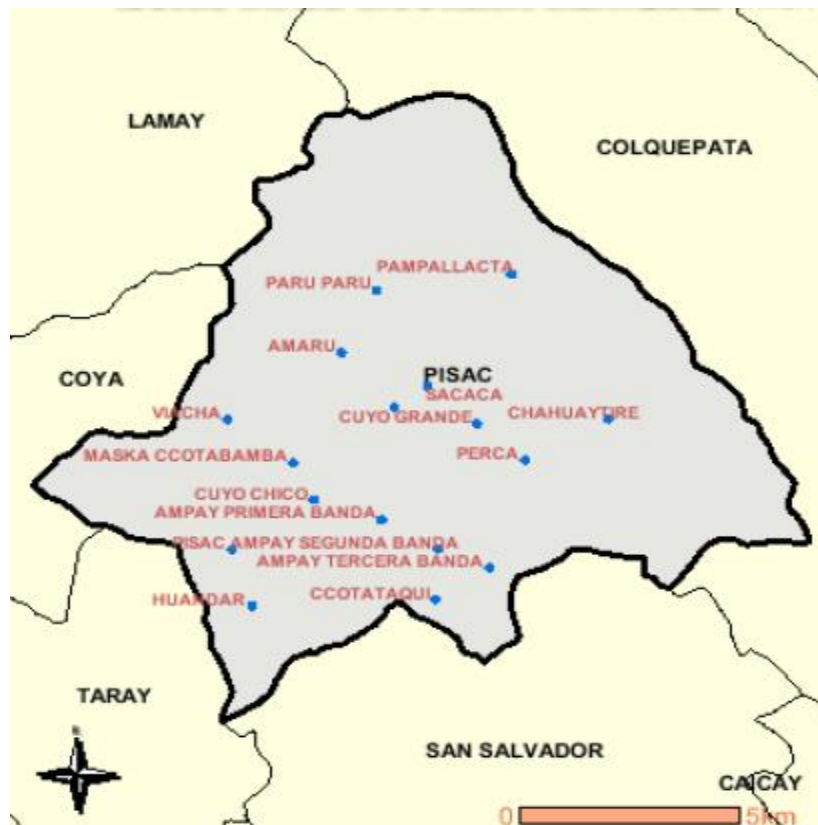 LAMAY
COLQUEPATA
PAMPALLACTA
PARU PARU
AMARU
PISAC
COYA
SACACA
VIACHA
CUYO GRANDE
CHAHUAYTIRE
MASKA CCOTABAMBA
PERCA
CUYO CHICO
AMPAY PRIMERA BANDA
PISAC AMPAY SEGUNDA BANDA
AMPAY TERCERA BANDA
HUANDAR
CCOTATAQUI
TARAY
SAN SALVADOR
CAICAY
0 5km